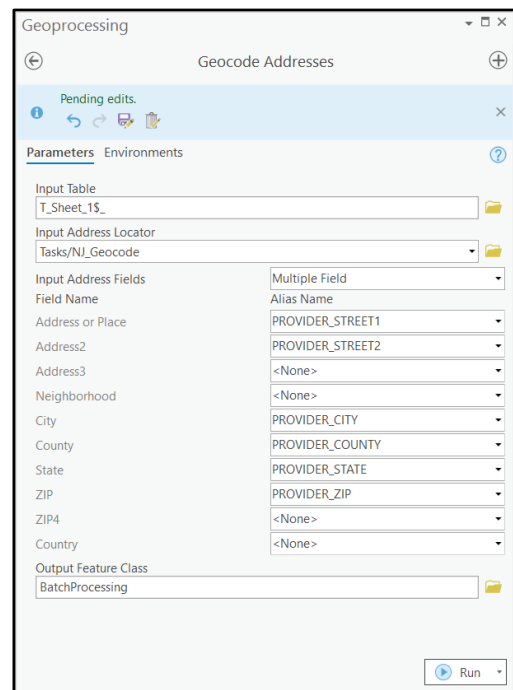 Geoprocessing
Geocode Addresses
Pending edits.
Parameters Environments
Input Table
T_Sheet_1$_
Input Address Locator
Tasks/NJ_Geocode
Input Address Fields Multiple Field
Field Name Alias Name
Address or Place PROVIDER_STREET1
Address2 PROVIDER_STREET2
Address3 <None>
Neighborhood <None>
City PROVIDER_CITY
County PROVIDER_COUNTY
State PROVIDER_STATE
ZIP PROVIDER_ZIP
ZIP4 <None>
Country <None>
Output Feature Class
BatchProcessing
Run